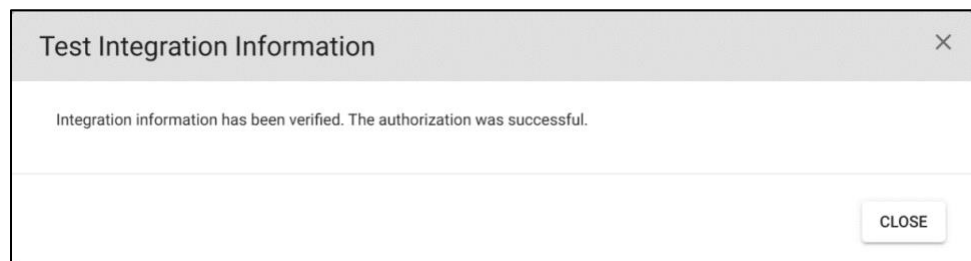 Test Integration Information
Integration information has been verified. The authorization was successful.
CLOSE